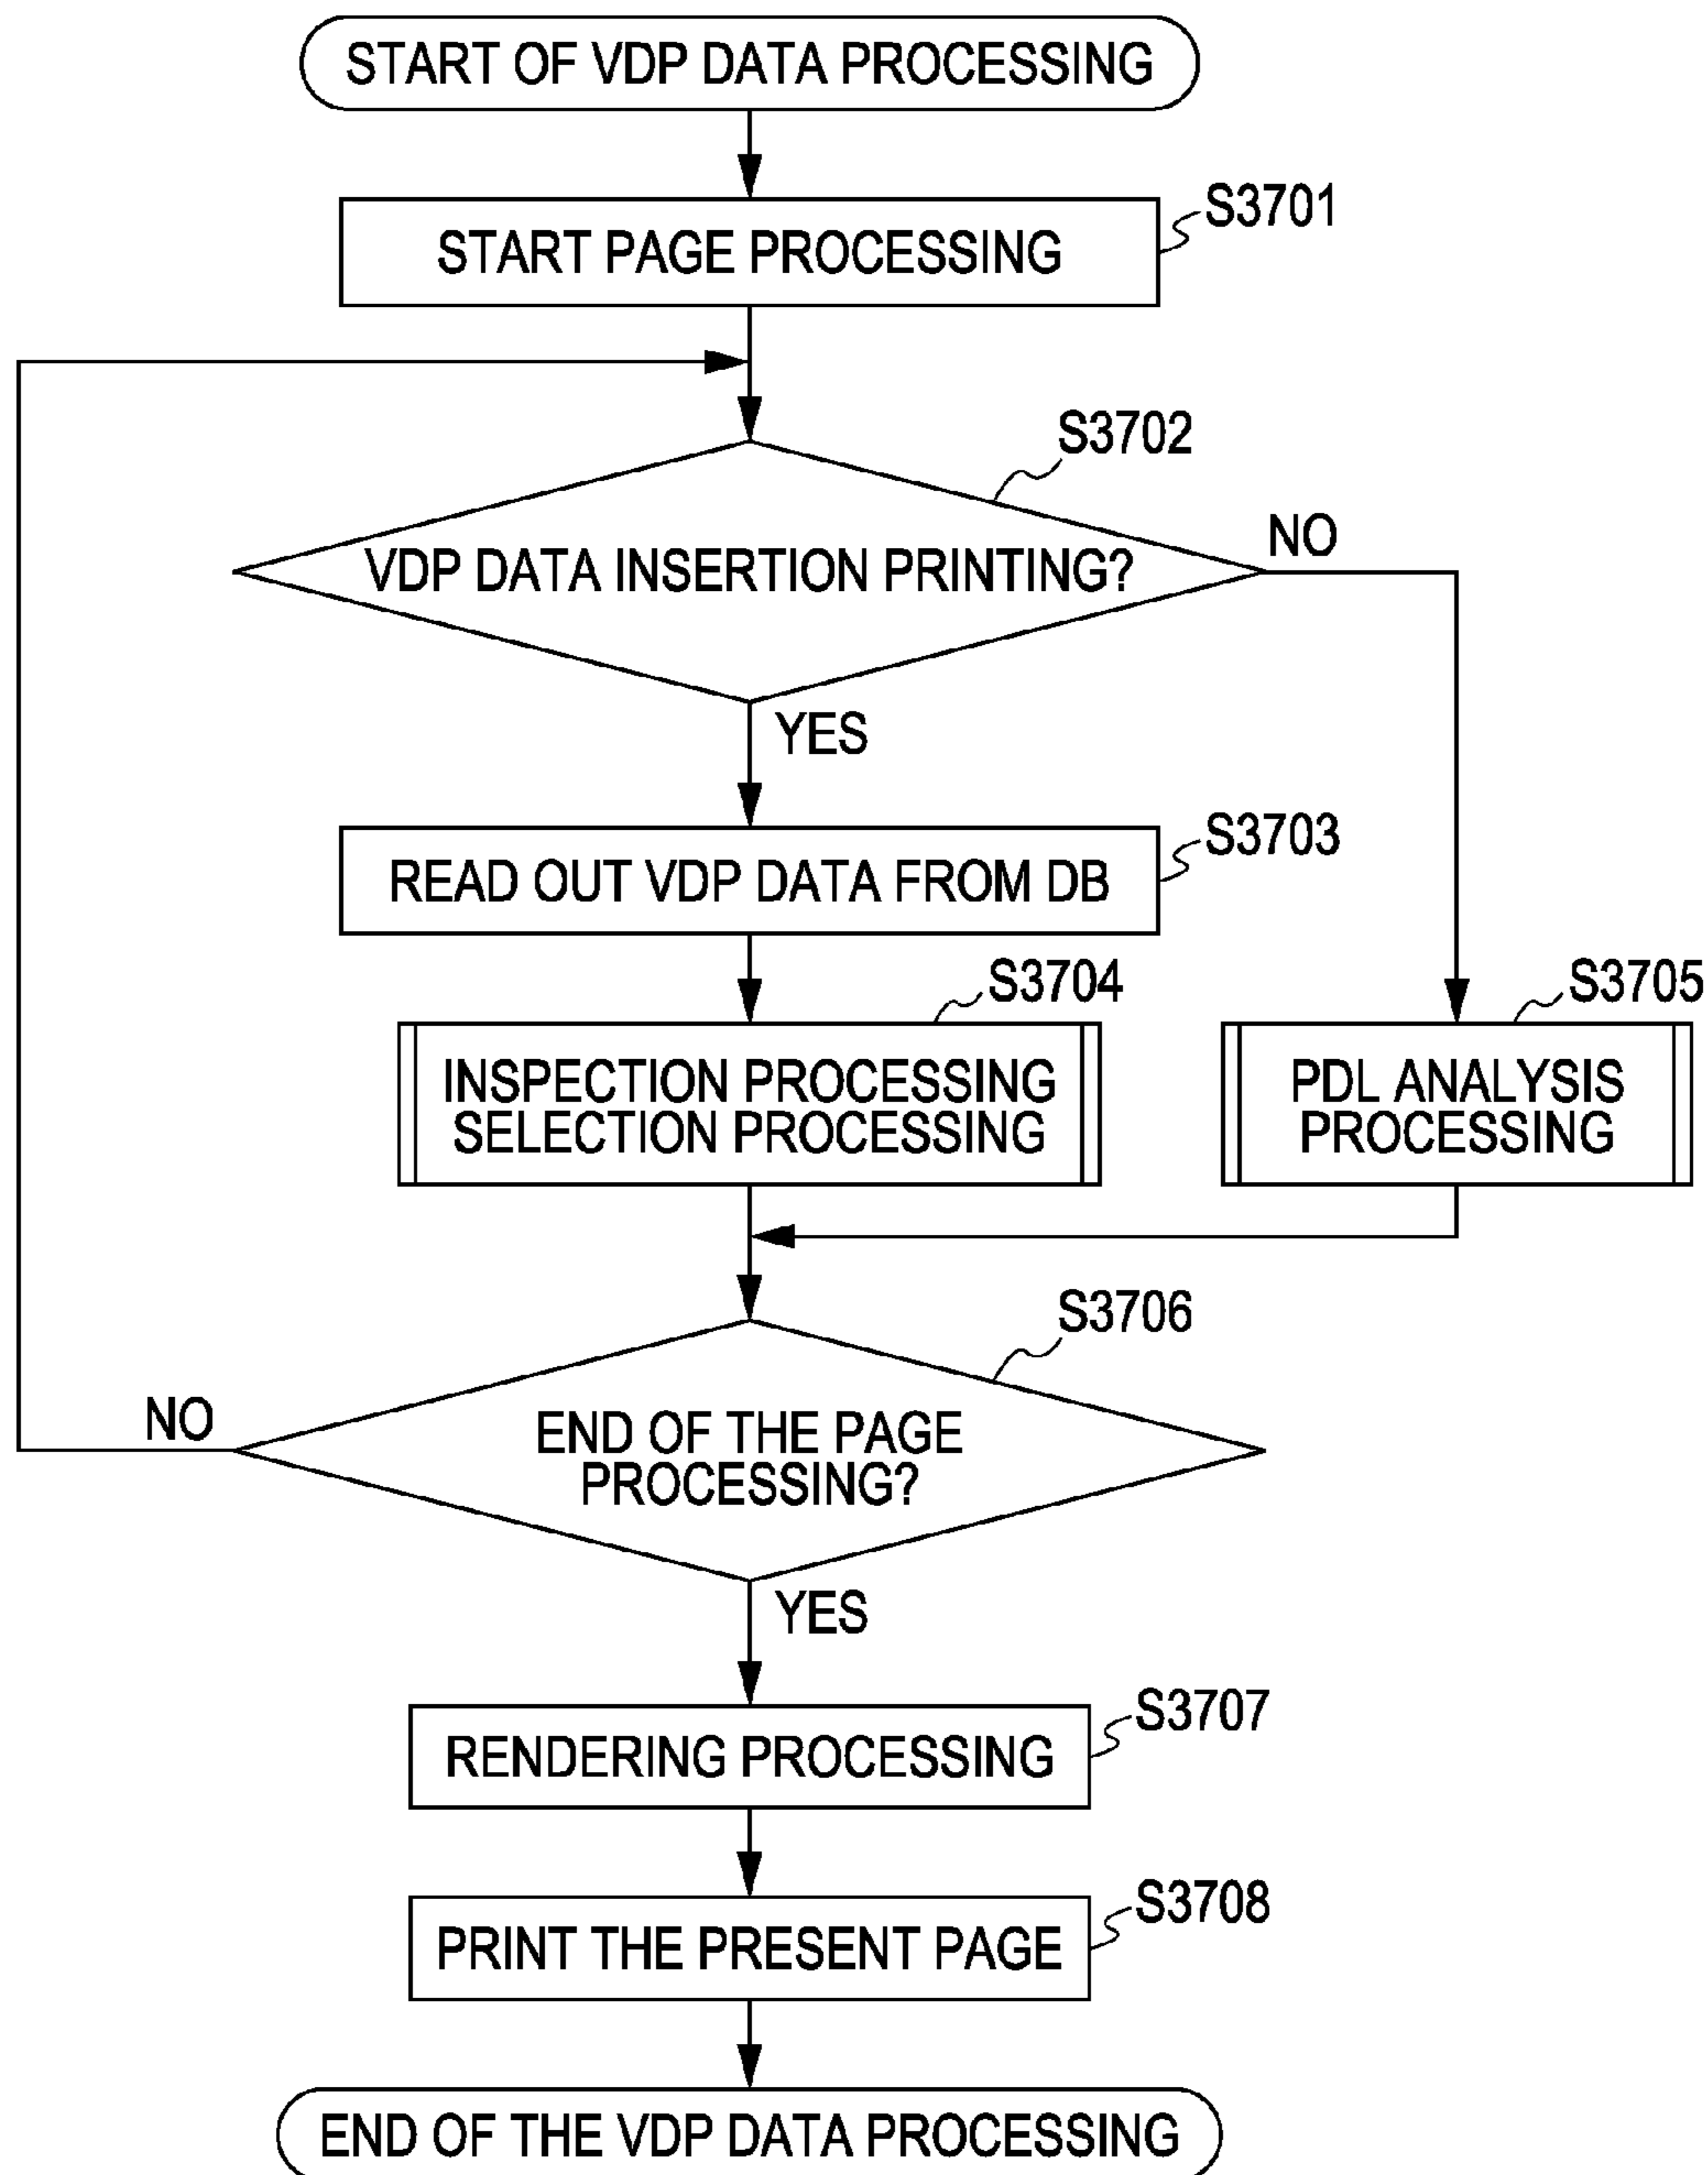 START OF VDP DATA PROCESSING
S3701
START PAGE PROCESSING
S3702
VDP DATA INSERTION PRINTING?
NO
YES
S3703
READ OUT VDP DATA FROM DB
S3704
INSPECTION PROCESSING
SELECTION PROCESSING
S3705
PDL ANALYSIS
PROCESSING
S3706
END OF THE PAGE
PROCESSING?
NO
YES
S3707
RENDERING PROCESSING
S3708
PRINT THE PRESENT PAGE
END OF THE VDP DATA PROCESSING